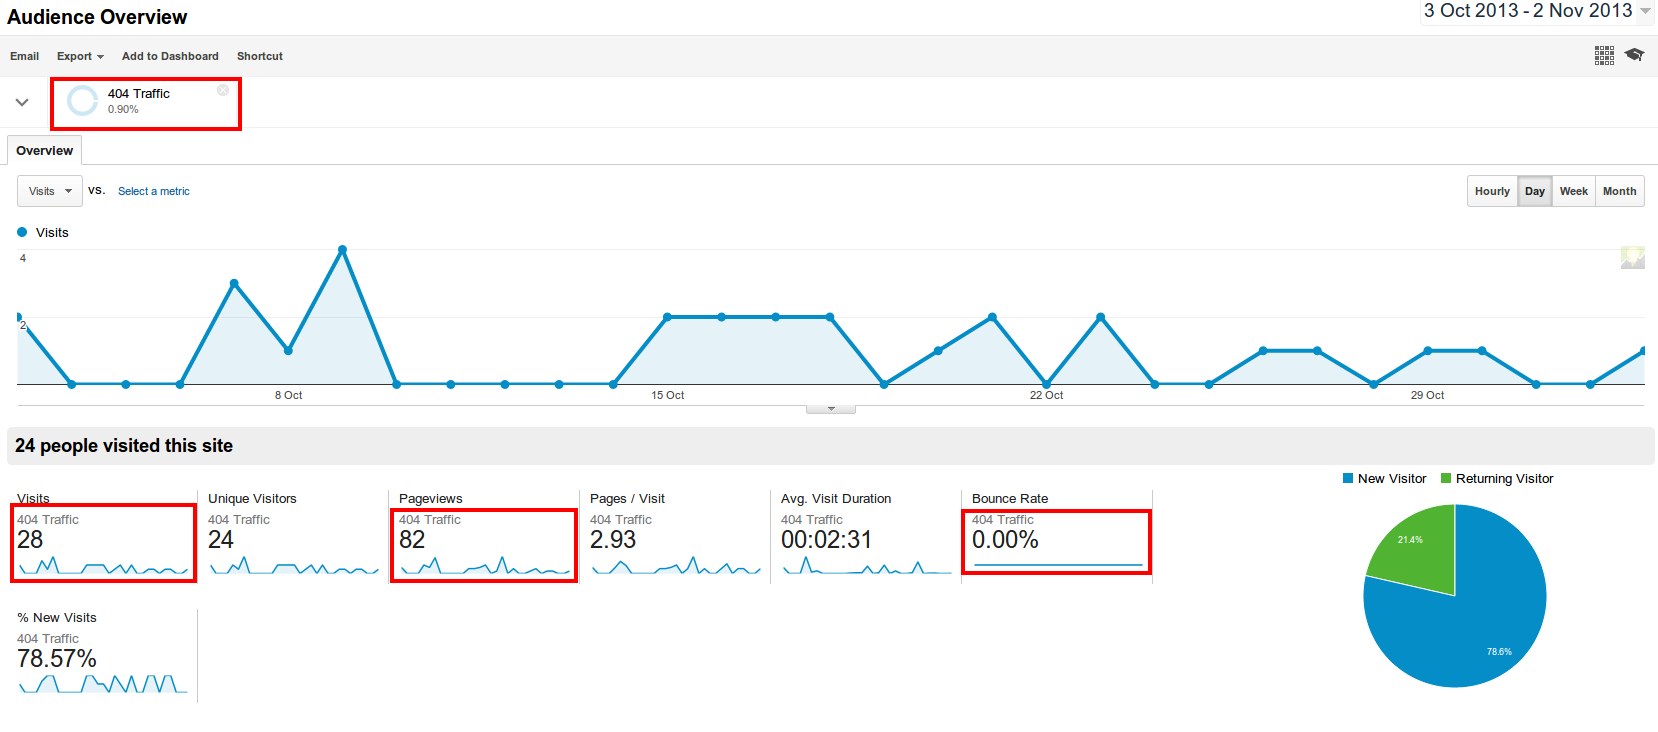 Audience Overview
3 Oct 2013 - 2 Nov 2013
Email Export Add to Dashboard Shortcut
404 Traffic
0.90%
Overview
Visits vs. Select a metric
Hourly Day Week Month
Visits
4
2
8 Oct 15 Oct 22 Oct 29 Oct
24 people visited this site
New Visitor Returning Visitor
Visits
404 Traffic
28
Unique Visitors
404 Traffic
24
Pageviews
404 Traffic
82
Pages / Visit
404 Traffic
2.93
Avg. Visit Duration
404 Traffic
00:02:31
Bounce Rate
404 Traffic
0.00%
21.4%
78.6%
% New Visits
404 Traffic
78.57%